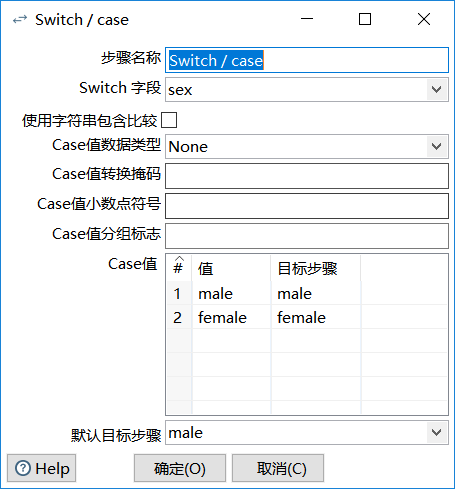 Switch / case
步骤名称 Switch / case
Switch 字段 sex
使用字符串包含比较
Case值数据类型 None
Case值转换掩码
Case值小数点符号
Case值分组标志
Case值 # 值 目标步骤
1 male male
2 female female
默认目标步骤 male
Help 确定(O) 取消(C)